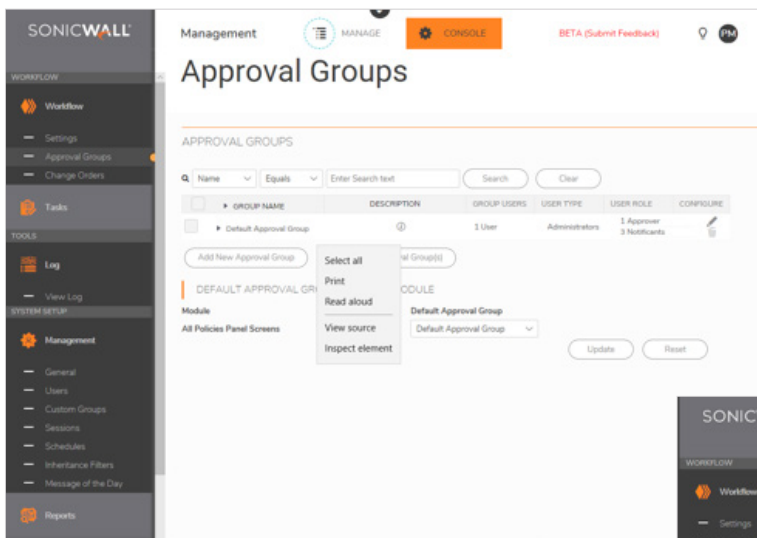 SONICWALL
WORKFLOW
Workflow
Settings
Approval Groups
Change Orders
Tasks
TOOLS
Log
View Log
SYSTEM SETUP
Management
General
Users
Custom Groups
Sessions
Schedules
Inheritance Filters
Message of the Day
Reports
Management
MANAGE
CONSOLE
BETA (Submit Feedback)
PM
Approval Groups
APPROVAL GROUPS
Name Equals Enter Search text Search Clear
GROUP NAME DESCRIPTION GROUP USERS USER TYPE USER ROLE CONFIGURE
Default Approval Group 1 User Administrators 1 Approver
3 Notificants
Add New Approval Group al Group(s)
Select all
Print
Read aloud
View source
Inspect element
DEFAULT APPROVAL GR ODULE
Module Default Approval Group
All Policies Panel Screens Default Approval Group
Update Reset
SONIC
WORKFLOW
Workflow
Settings